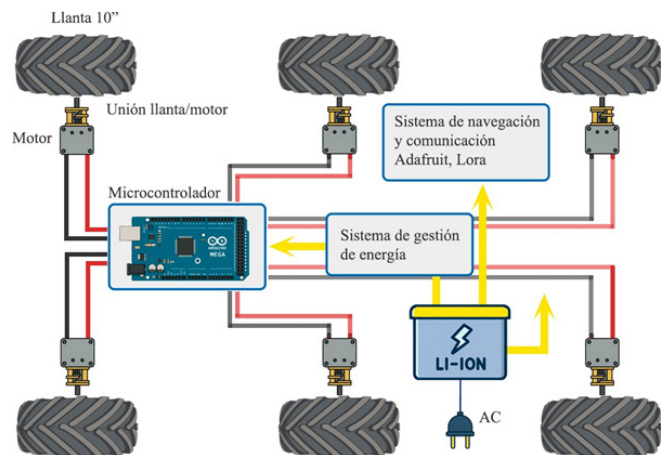 Llanta 10”
Unión llanta/motor
Motor
Sistema de navegación
y comunicación
Adafruit, Lora
Microcontrolador
ARDUINO
MEGA
Sistema de gestión
de energía
LI-ION
AC